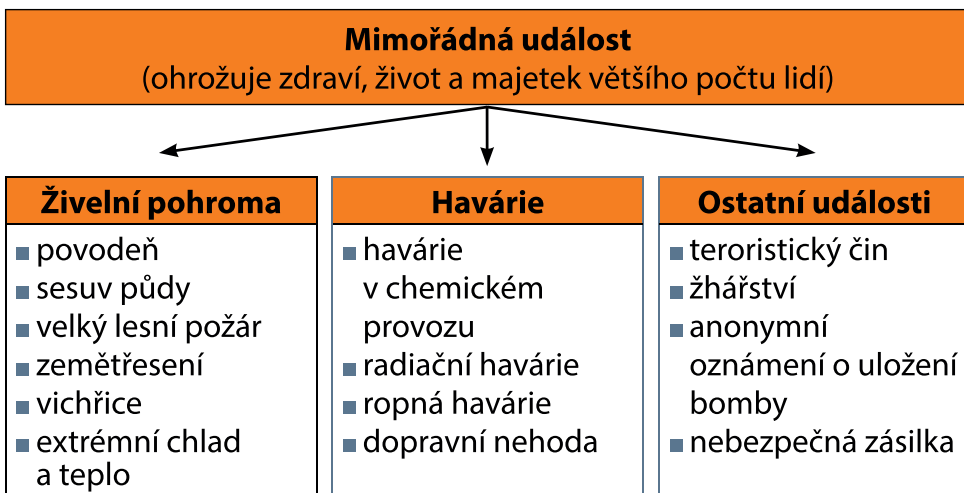 Mimořádná událost
(ohrožuje zdraví, život a majetek většího počtu lidí)
Živelní pohroma
povodeň
sesuv půdy
velký lesní požár
zemětřesení
vichřice
extrémní chlad
a teplo
Havárie
havárie
v chemickém
provozu
radiační havárie
ropná havárie
dopravní nehoda
Ostatní události
teroristický čin
žhářství
anonymní
oznámení o uložení
bomby
nebezpečná zásilka